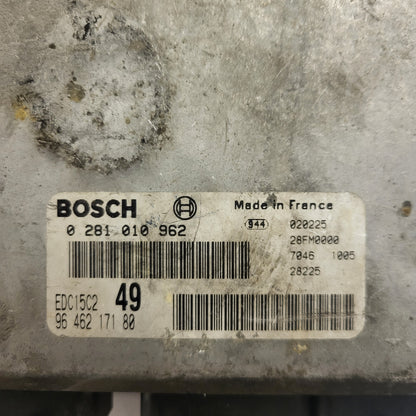 BOSCH Made in France
0 281 010 962 944 020225
28FM0000
7046 1005
28225
EDC15C2 49
96 462 171 80